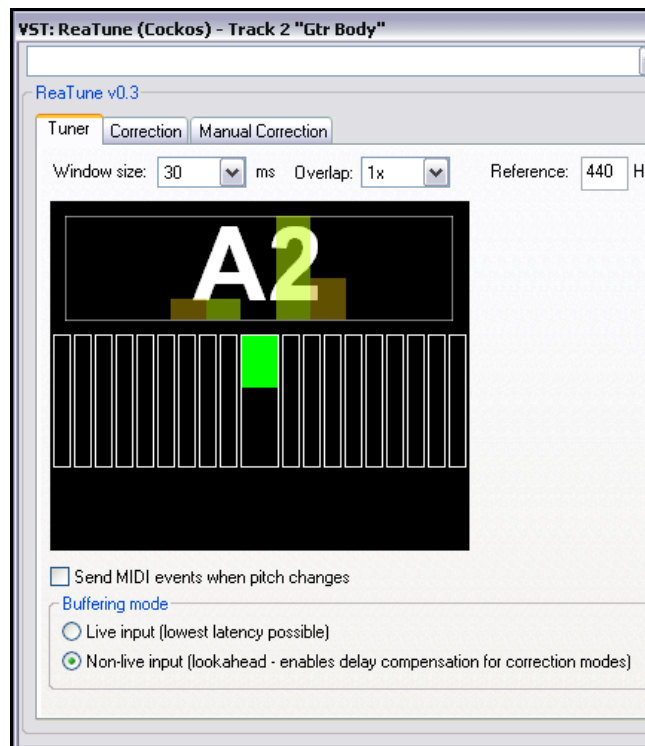 VST: ReaTune (Cockos) - Track 2 "Gtr Body"
ReaTune v0.3
Tuner Correction Manual Correction
Window size: 30 ms Overlap: 1x Reference: 440 H
A2
Send MIDI events when pitch changes
Buffering mode
Live input (lowest latency possible)
Non-live input (lookahead - enables delay compensation for correction modes)